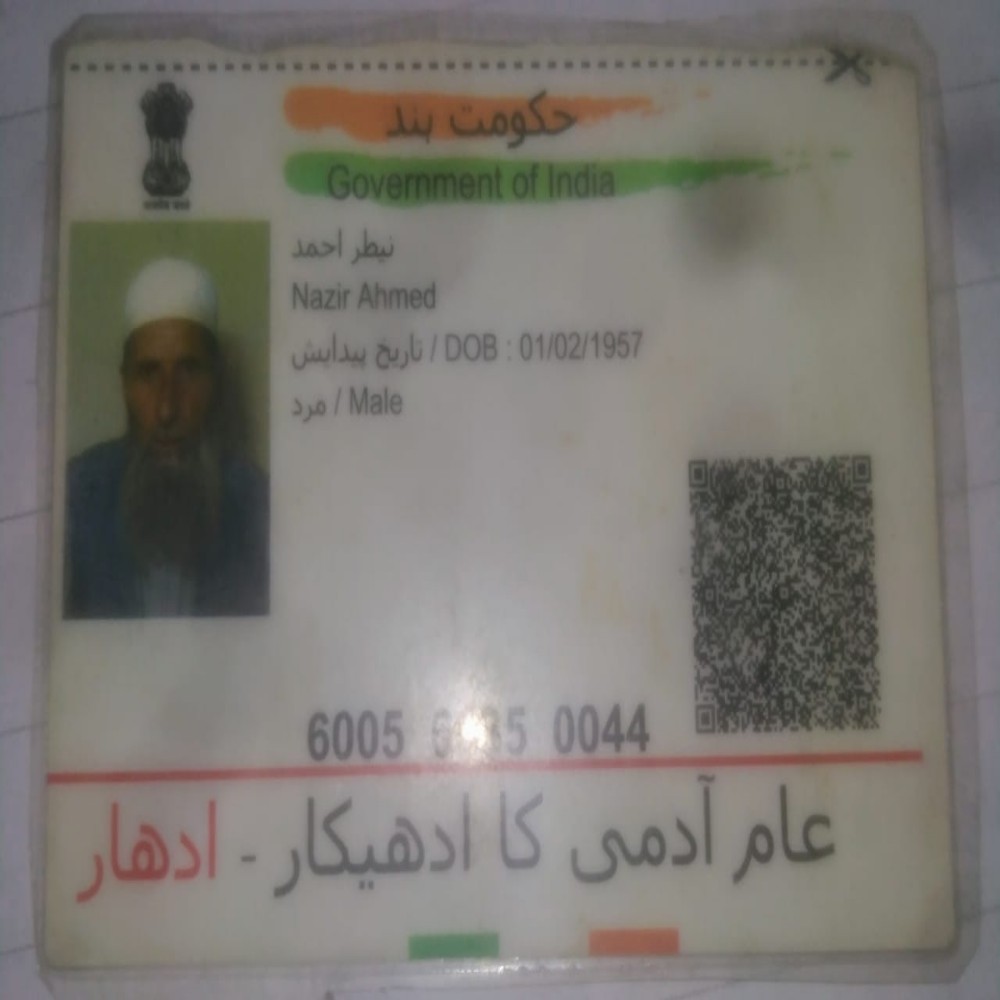 حکومت ہند
Government of India
نیطر احمد
Nazir Ahmed
تاریخ پیدایش / DOB : 01/02/1957
مرد / Male
6005 0044
عام آدمی کا ادھیکار - ادھار